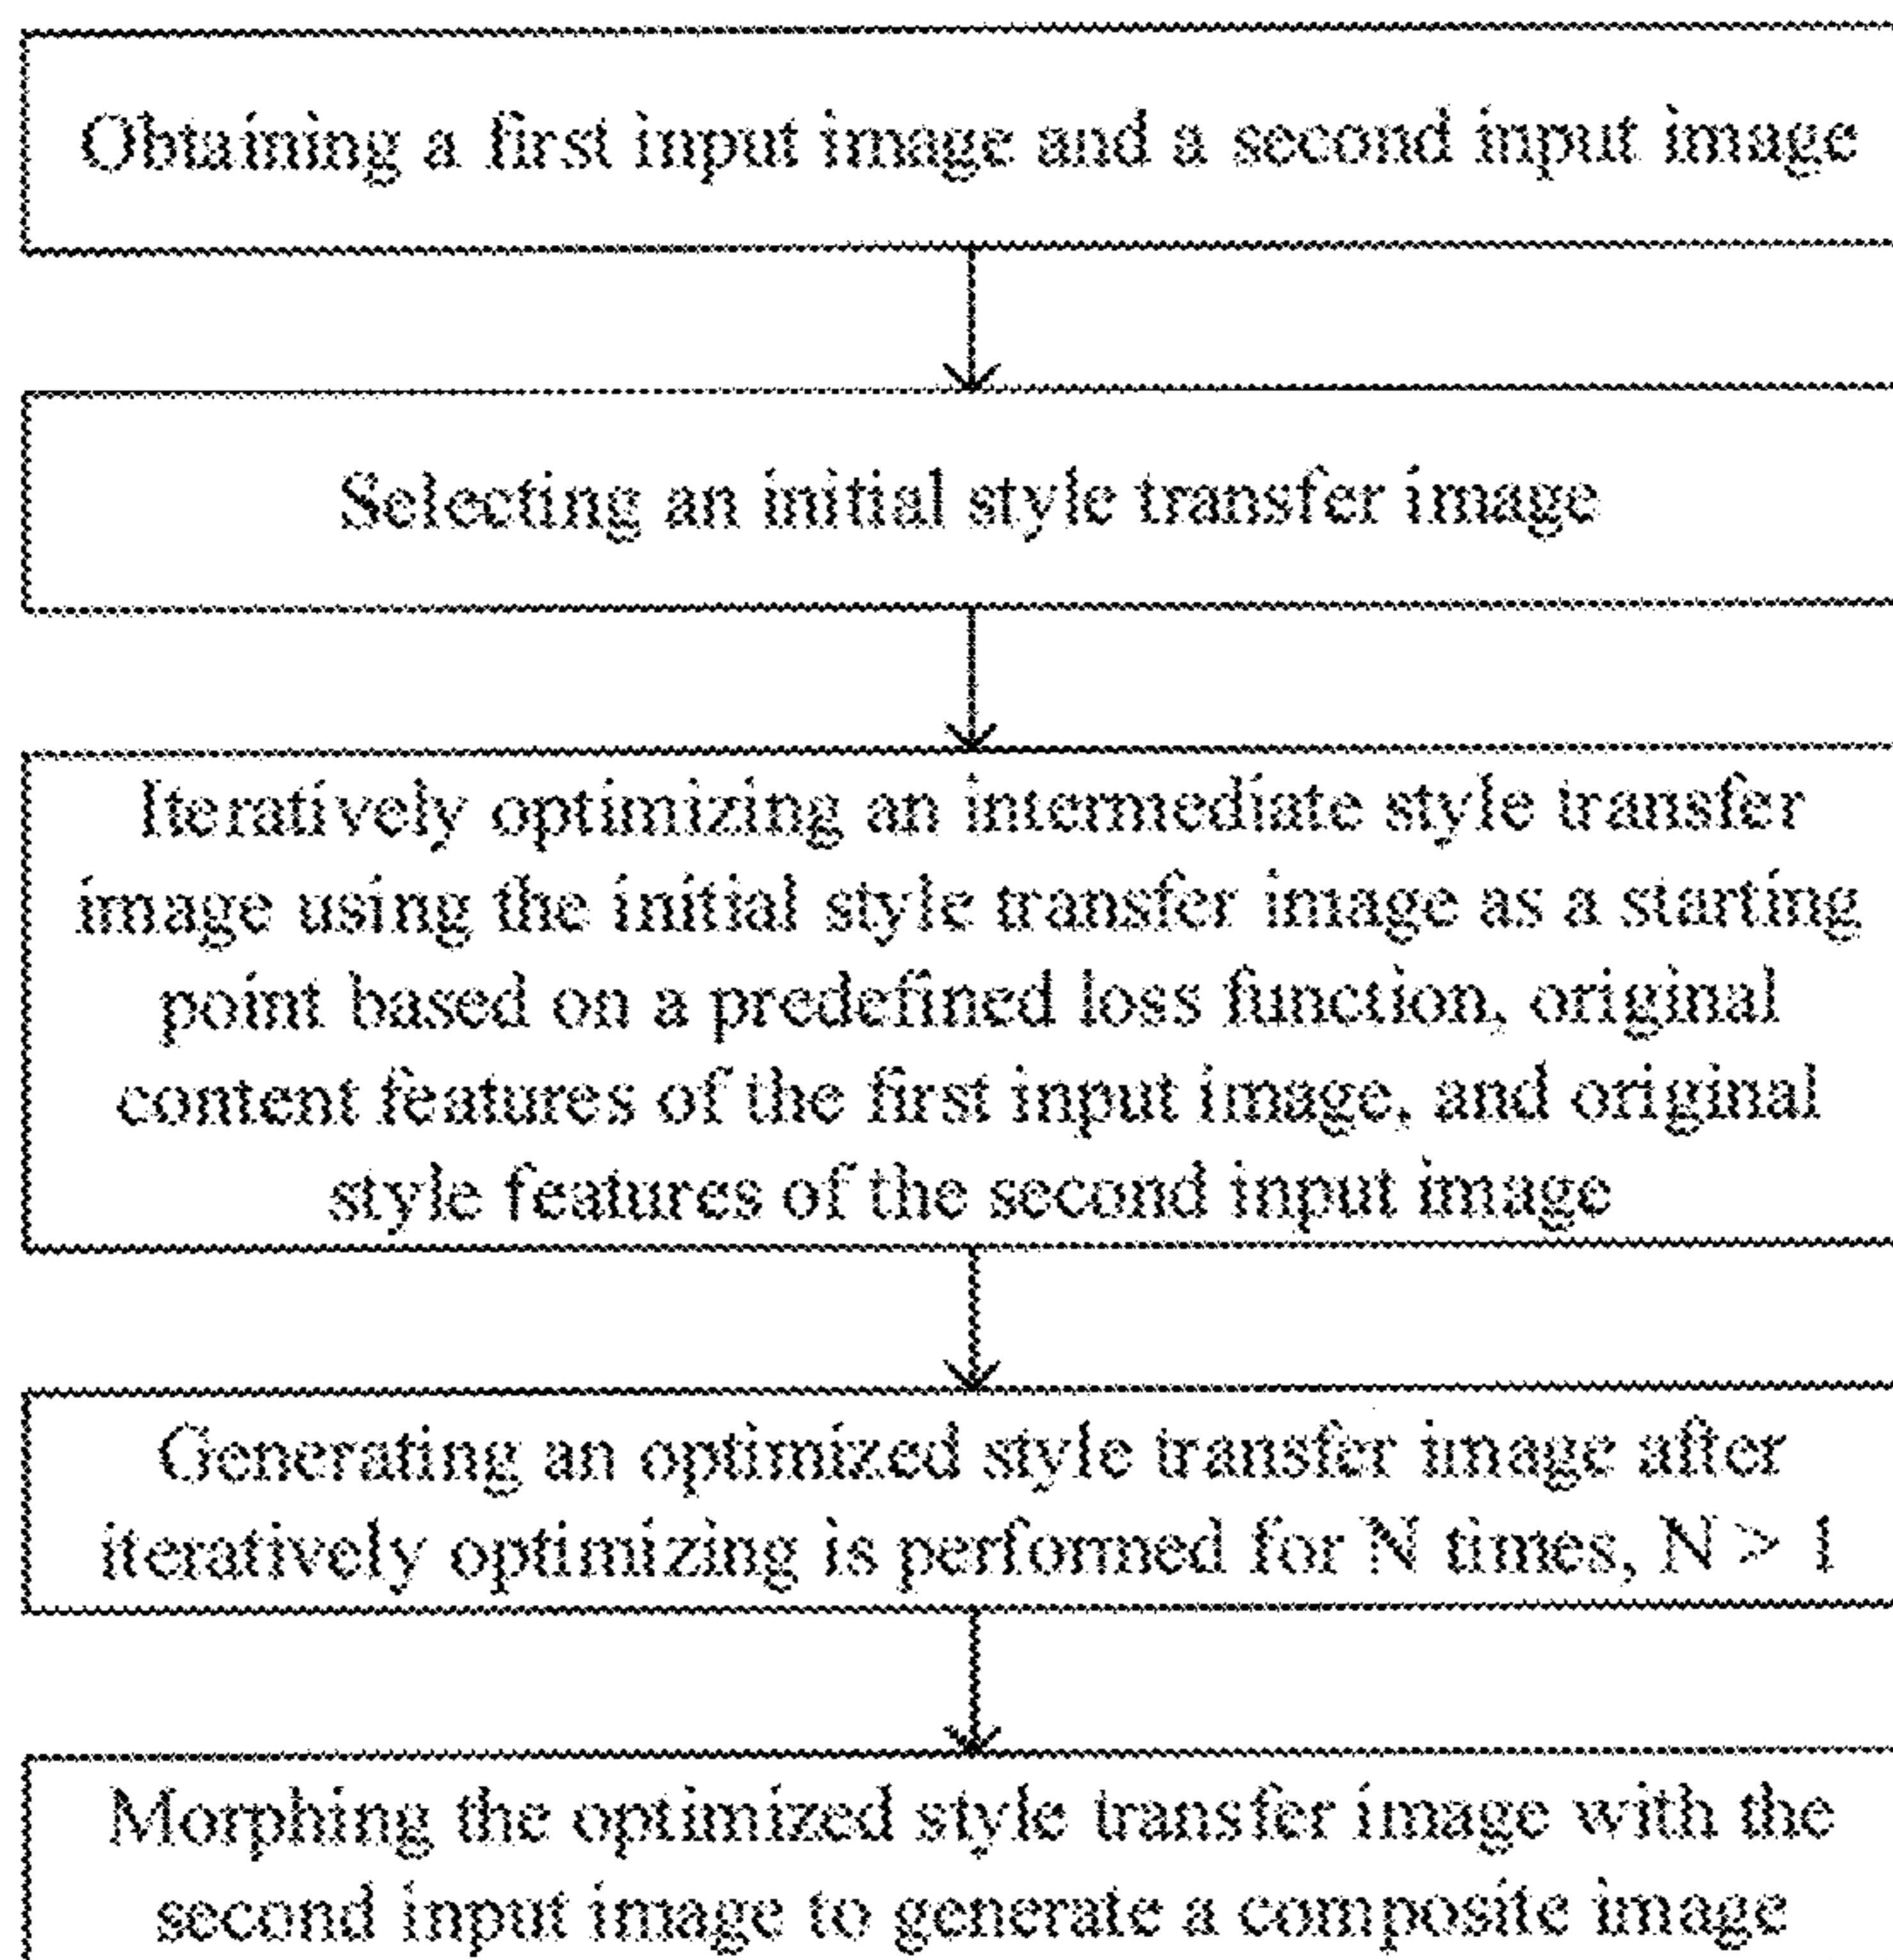 Obtaining a first input image and a second input image
Selecting an initial style transfer image
Iteratively optimizing an intermediate style transfer
image using the initial style transfer image as a starting
point based on a predefined loss function, original
content features of the first input image, and original
style features of the second input image
Generating an optimized style transfer image after
iteratively optimizing is performed for N times, N > 1
Morphing the optimized style transfer image with the
second input image to generate a composite image